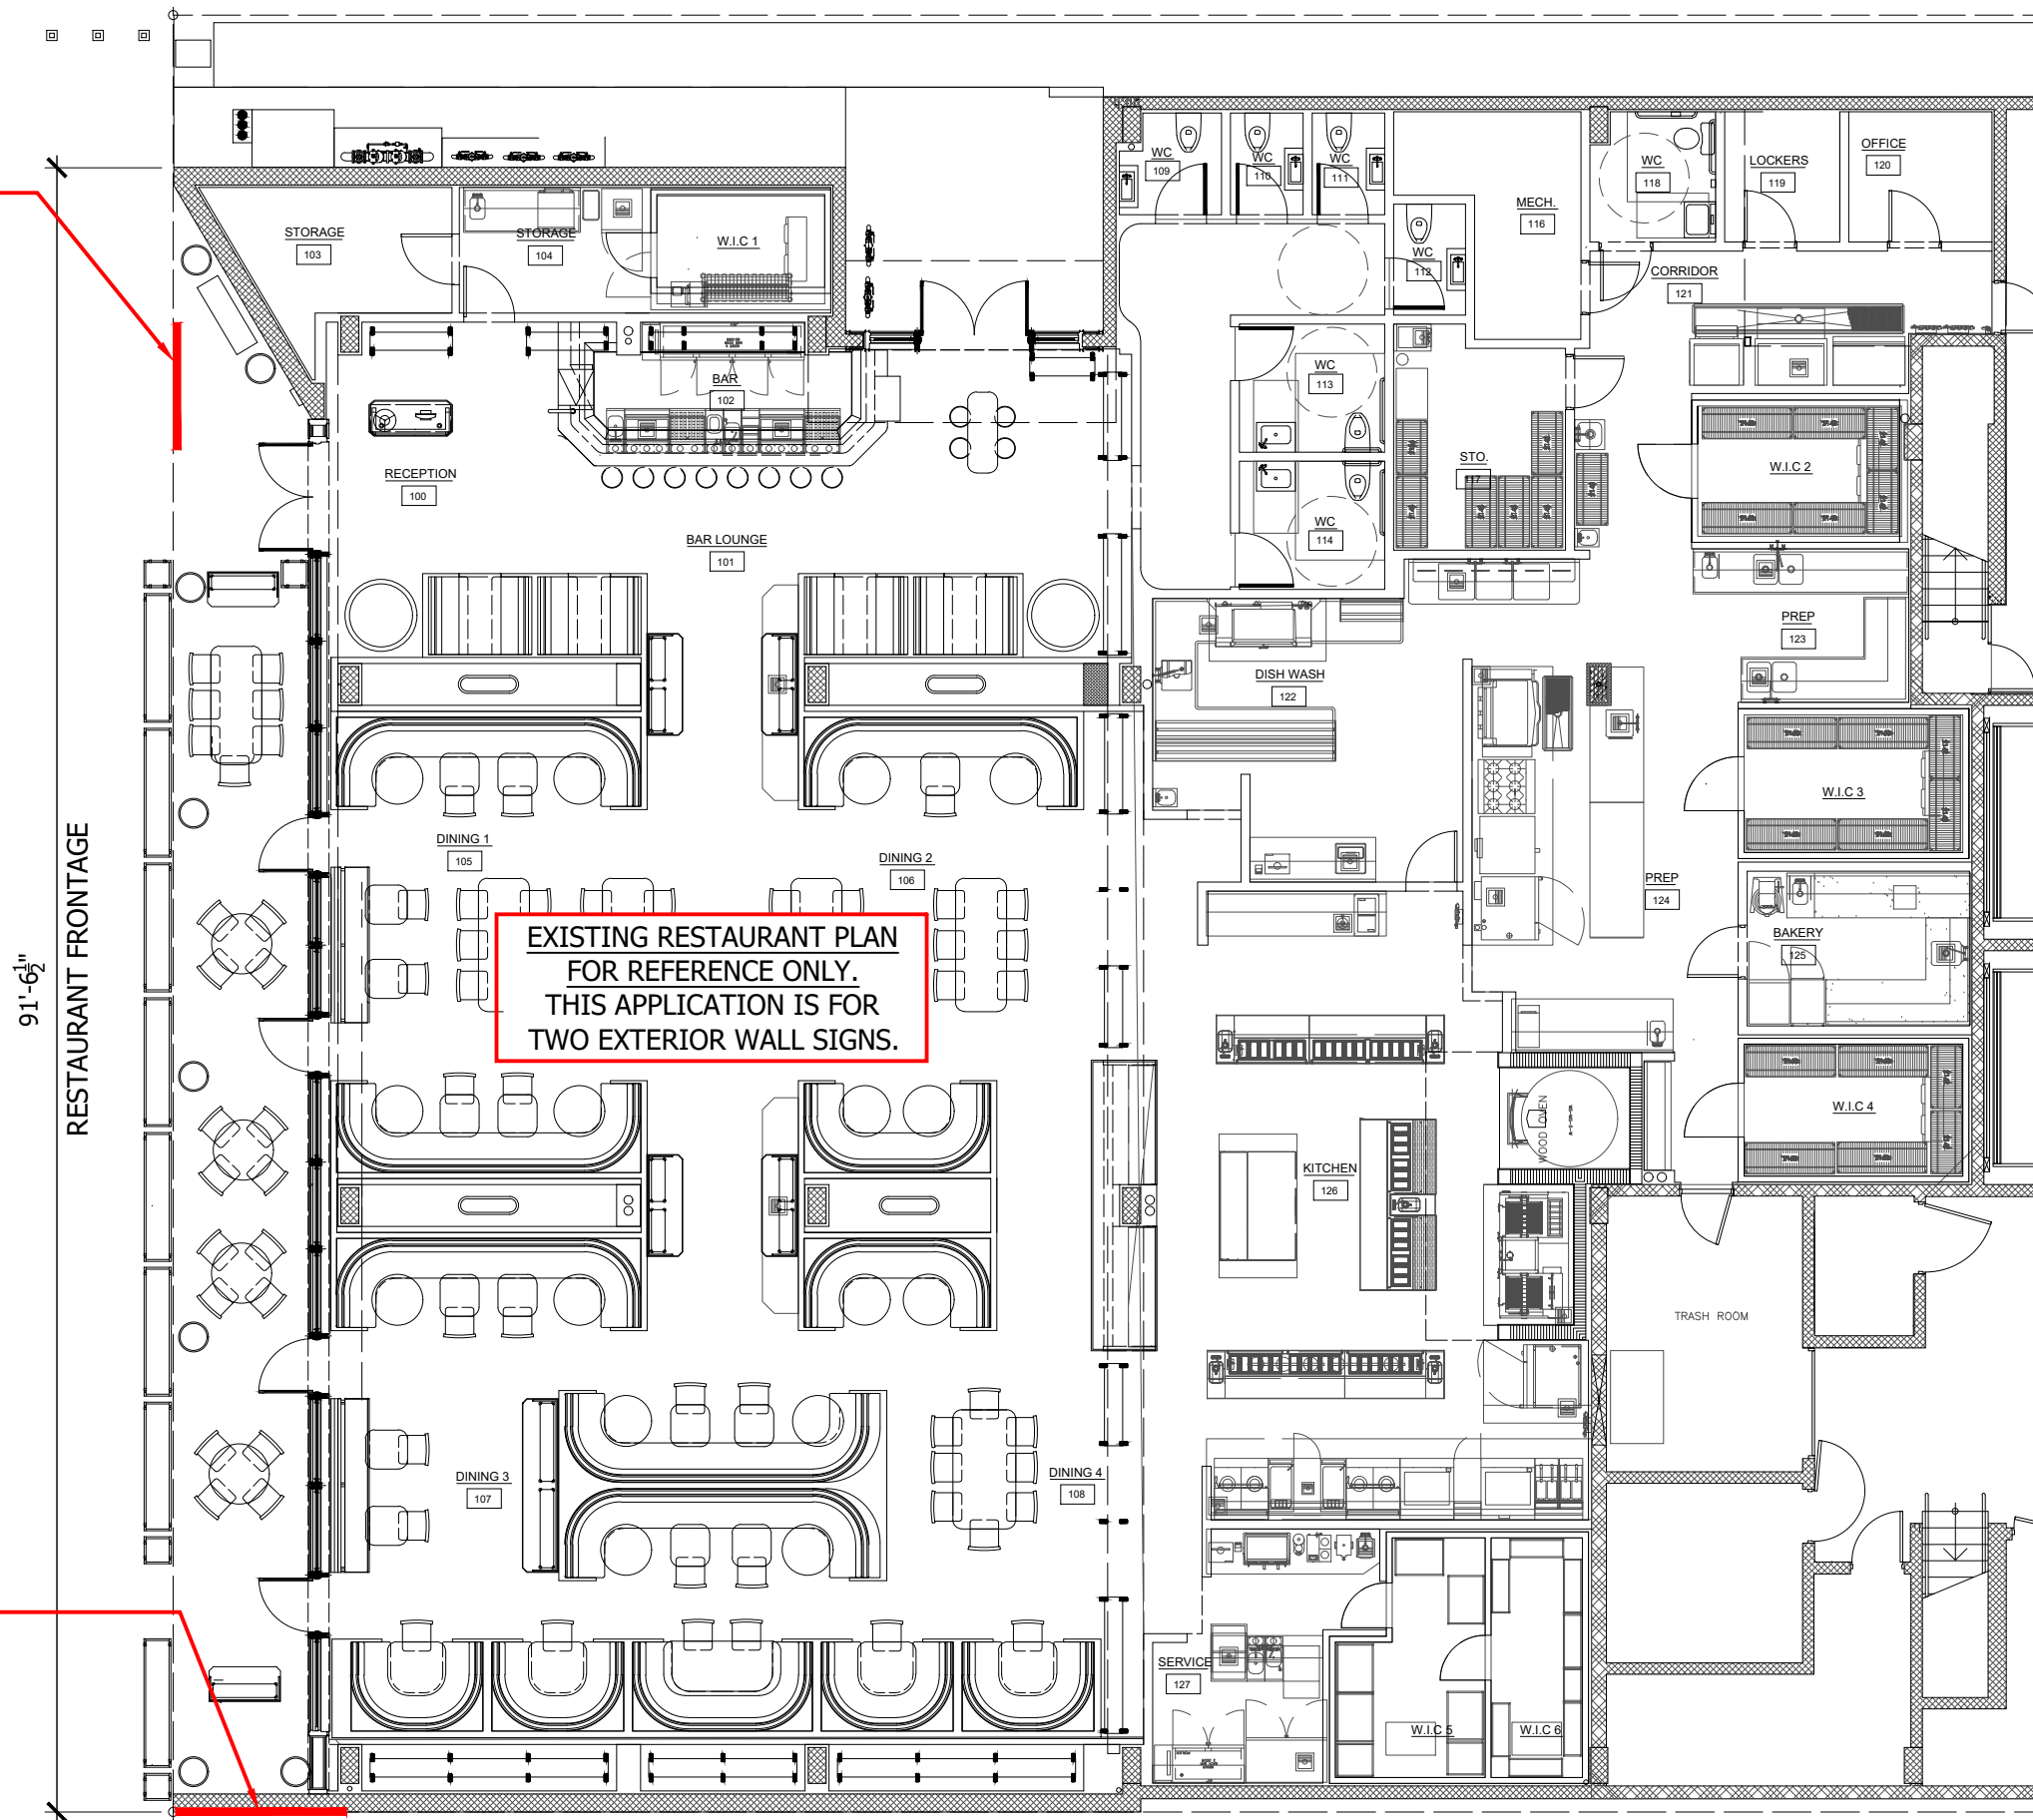 WC
109
WC
110
WC
111
WC
118
LOCKERS
119
OFFICE
120
MECH.
116
STORAGE
103
STORAGE
104
W.I.C 1
WC
112
CORRIDOR
121
BAR
102
WC
113
RECEPTION
100
STO.
117
W.I.C 2
BAR LOUNGE
101
WC
114
PREP
123
DISH WASH
122
W.I.C 3
DINING 1
105
DINING 2
106
PREP
124
BAKERY
125
EXISTING RESTAURANT PLAN
FOR REFERENCE ONLY.
THIS APPLICATION IS FOR
TWO EXTERIOR WALL SIGNS.
91'-6½"
RESTAURANT FRONTAGE
WOOD OVEN
W.I.C 4
KITCHEN
126
TRASH ROOM
DINING 3
107
DINING 4
108
SERVICE
127
W.I.C 5
W.I.C 6